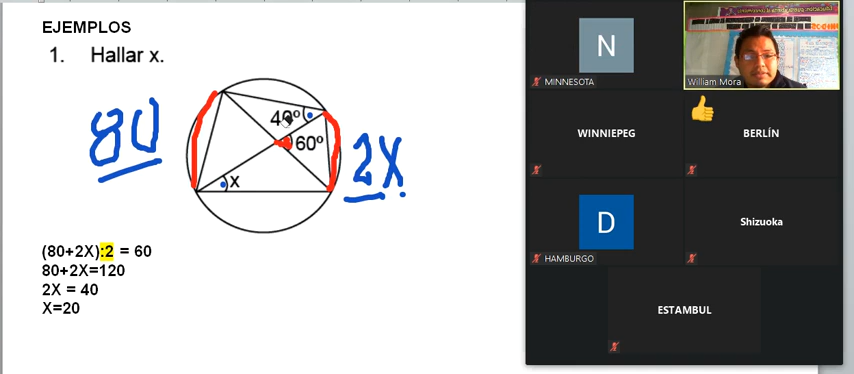 EJEMPLOS
1. Hallar x.
80
40º
60º
2X
x
(80+2X):2 = 60
80+2X=120
2X = 40
X=20
N
MINNESOTA
William Mora
WINNIEPEG
BERLÍN
D
HAMBURGO
Shizuoka
ESTAMBUL